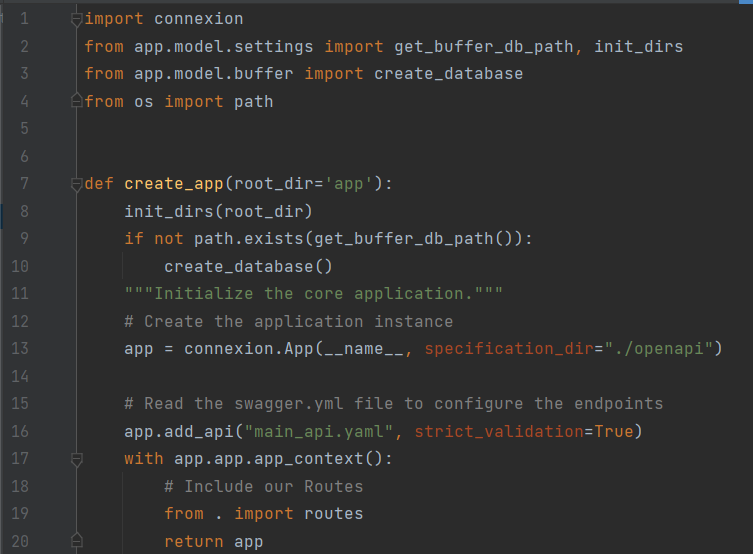 1 import connexion
2 from app.model.settings import get_buffer_db_path, init_dirs
3 from app.model.buffer import create_database
4 from os import path
5
6
7 def create_app(root_dir='app'):
8     init_dirs(root_dir)
9     if not path.exists(get_buffer_db_path()):
10         create_database()
11     """Initialize the core application."""
12     # Create the application instance
13     app = connexion.App(__name__, specification_dir="./openapi")
14
15     # Read the swagger.yml file to configure the endpoints
16     app.add_api("main_api.yaml", strict_validation=True)
17     with app.app.app_context():
18         # Include our Routes
19         from . import routes
20         return app